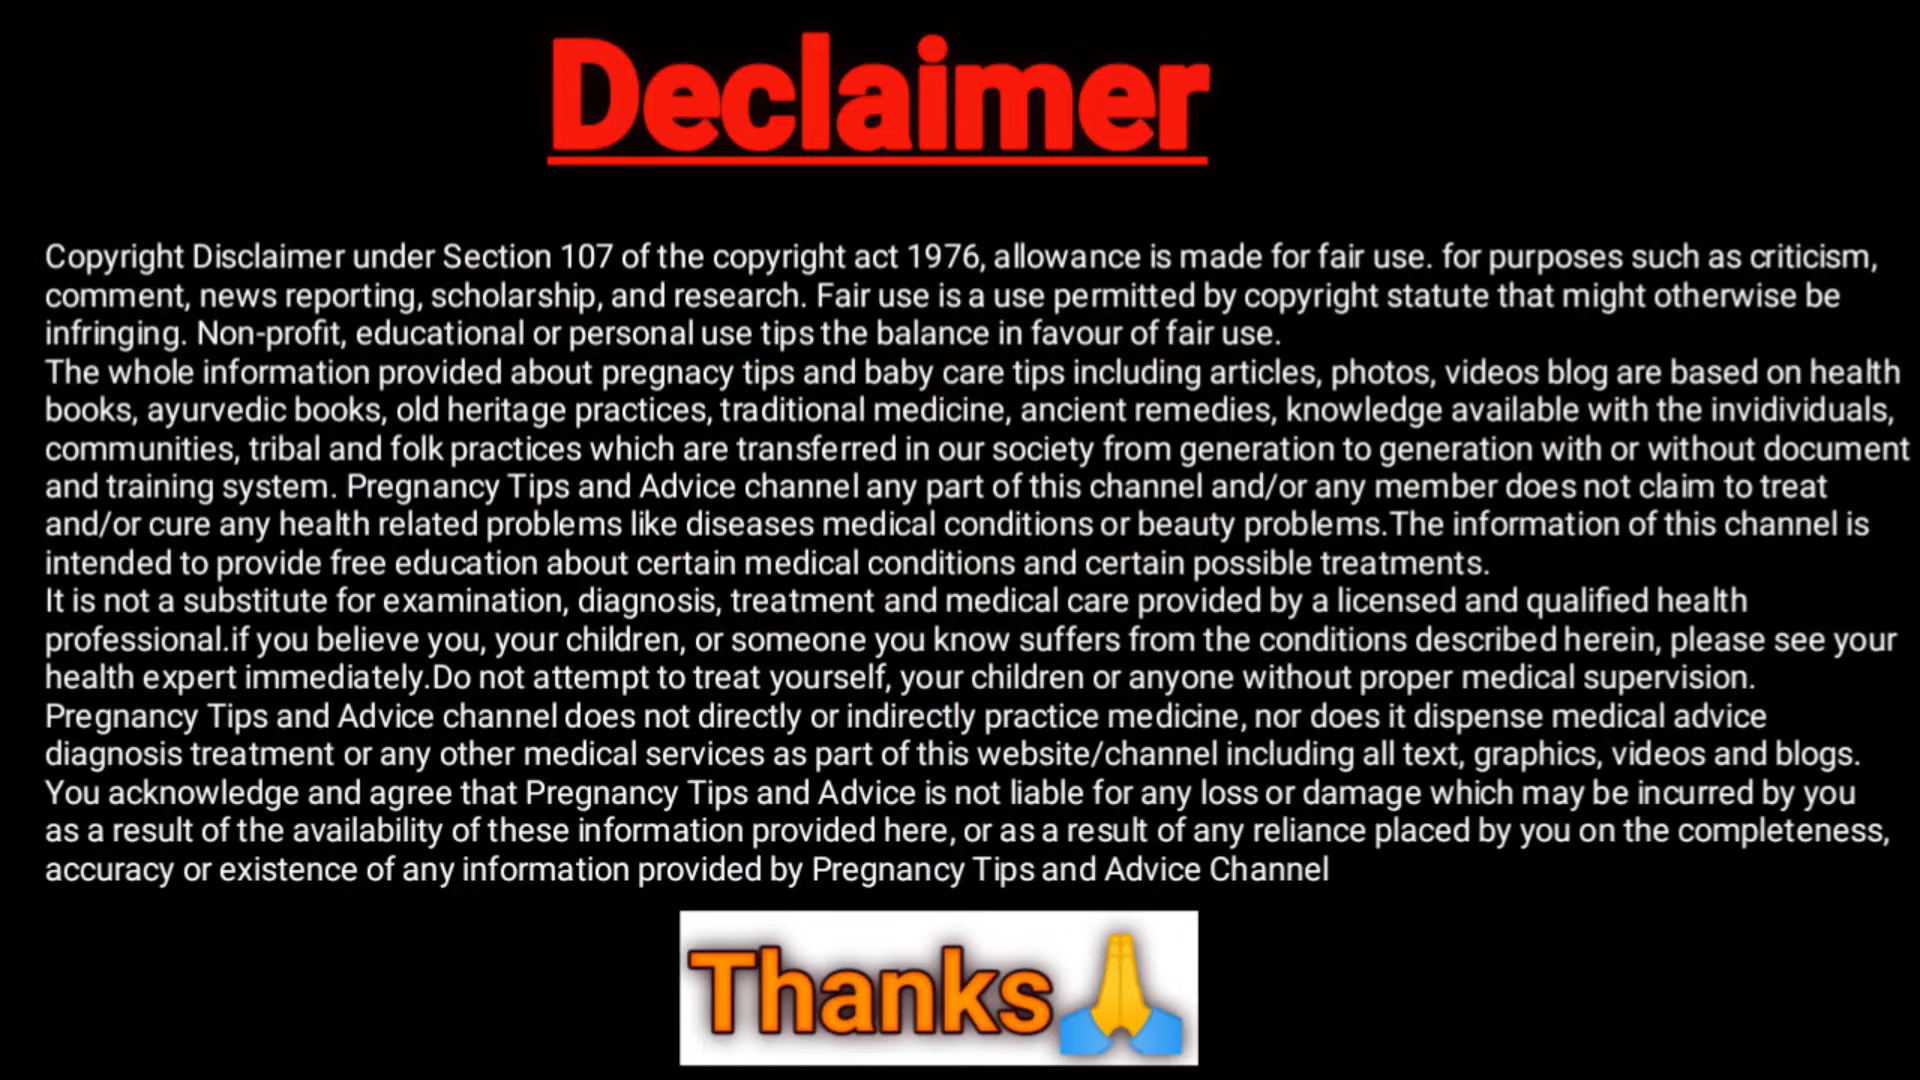 Declaimer
Copyright Disclaimer under Section 107 of the copyright act 1976, allowance is made for fair use. for purposes such as criticism,
comment, news reporting, scholarship, and research. Fair use is a use permitted by copyright statute that might otherwise be
infringing. Non-profit, educational or personal use tips the balance in favour of fair use.
The whole information provided about pregnacy tips and baby care tips including articles, photos, videos blog are based on health
books, ayurvedic books, old heritage practices, traditional medicine, ancient remedies, knowledge available with the invidividuals,
communities, tribal and folk practices which are transferred in our society from generation to generation with or without document
and training system. Pregnancy Tips and Advice channel any part of this channel and/or any member does not claim to treat
and/or cure any health related problems like diseases medical conditions or beauty problems.The information of this channel is
intended to provide free education about certain medical conditions and certain possible treatments.
It is not a substitute for examination, diagnosis, treatment and medical care provided by a licensed and qualified health
professional.if you believe you, your children, or someone you know suffers from the conditions described herein, please see your
health expert immediately.Do not attempt to treat yourself, your children or anyone without proper medical supervision.
Pregnancy Tips and Advice channel does not directly or indirectly practice medicine, nor does it dispense medical advice
diagnosis treatment or any other medical services as part of this website/channel including all text, graphics, videos and blogs.
You acknowledge and agree that Pregnancy Tips and Advice is not liable for any loss or damage which may be incurred by you
as a result of the availability of these information provided here, or as a result of any reliance placed by you on the completeness,
accuracy or existence of any information provided by Pregnancy Tips and Advice Channel
Thanks🙏